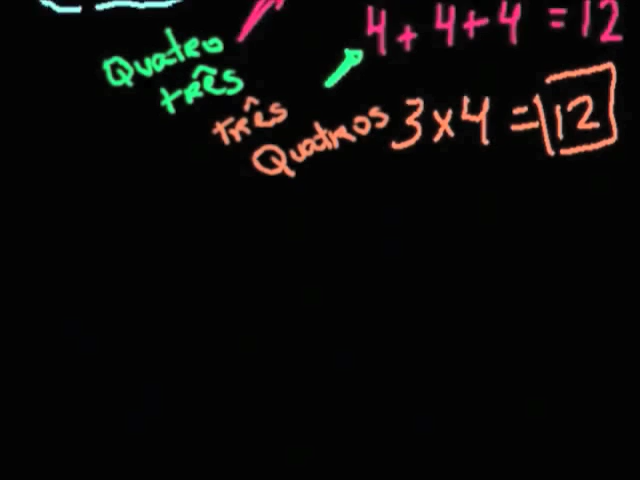 4 + 4 + 4 = 12
Quatro
três
três
Quatros 3 x 4 = 12